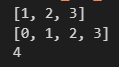 [1, 2, 3]
[0, 1, 2, 3]
4